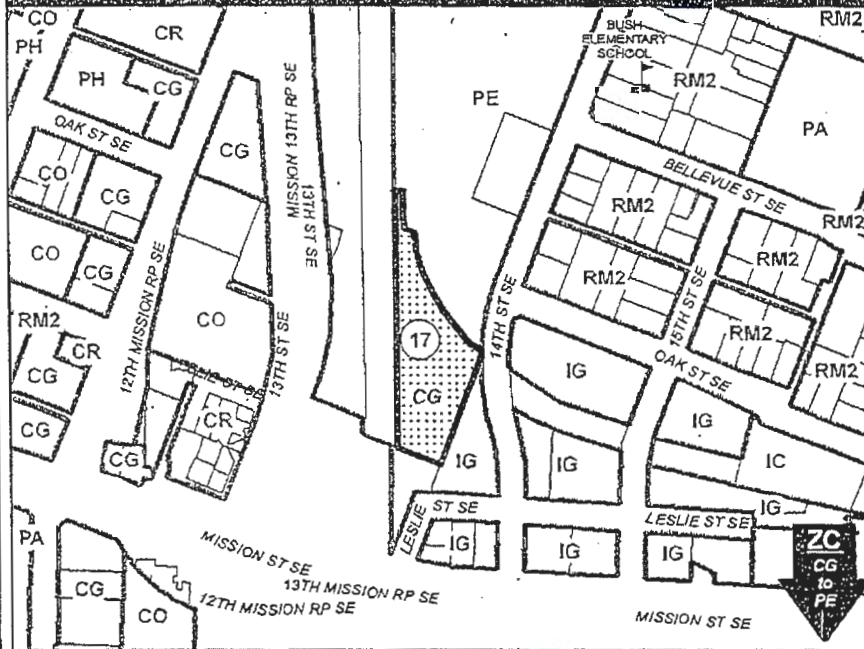 CO
CR
PH
PH
CG
OAK ST SE
CO
CG
CO
CG
RM2
CR
CG
CG
12TH MISSION RP SE
CG
CO
CR
CG
13TH ST SE
MISSION 13TH RP SE
13TH ST SE
PE
BUSH
ELEMENTARY
SCHOOL
RM2
RM2
PA
BELLEVUE ST SE
RM2
RM2
RM2
RM2
RM2
RM2
15TH ST SE
14TH ST SE
OAK ST SE
17
CG
IG
IG
IG
IG
IC
IG
LESLIE ST SE
IG
IG
LESLIE ST SE
IG
PA
CG
CO
MISSION ST SE
13TH MISSION RP SE
12TH MISSION RP SE
MISSION ST SE
ZC
CG
to
PE